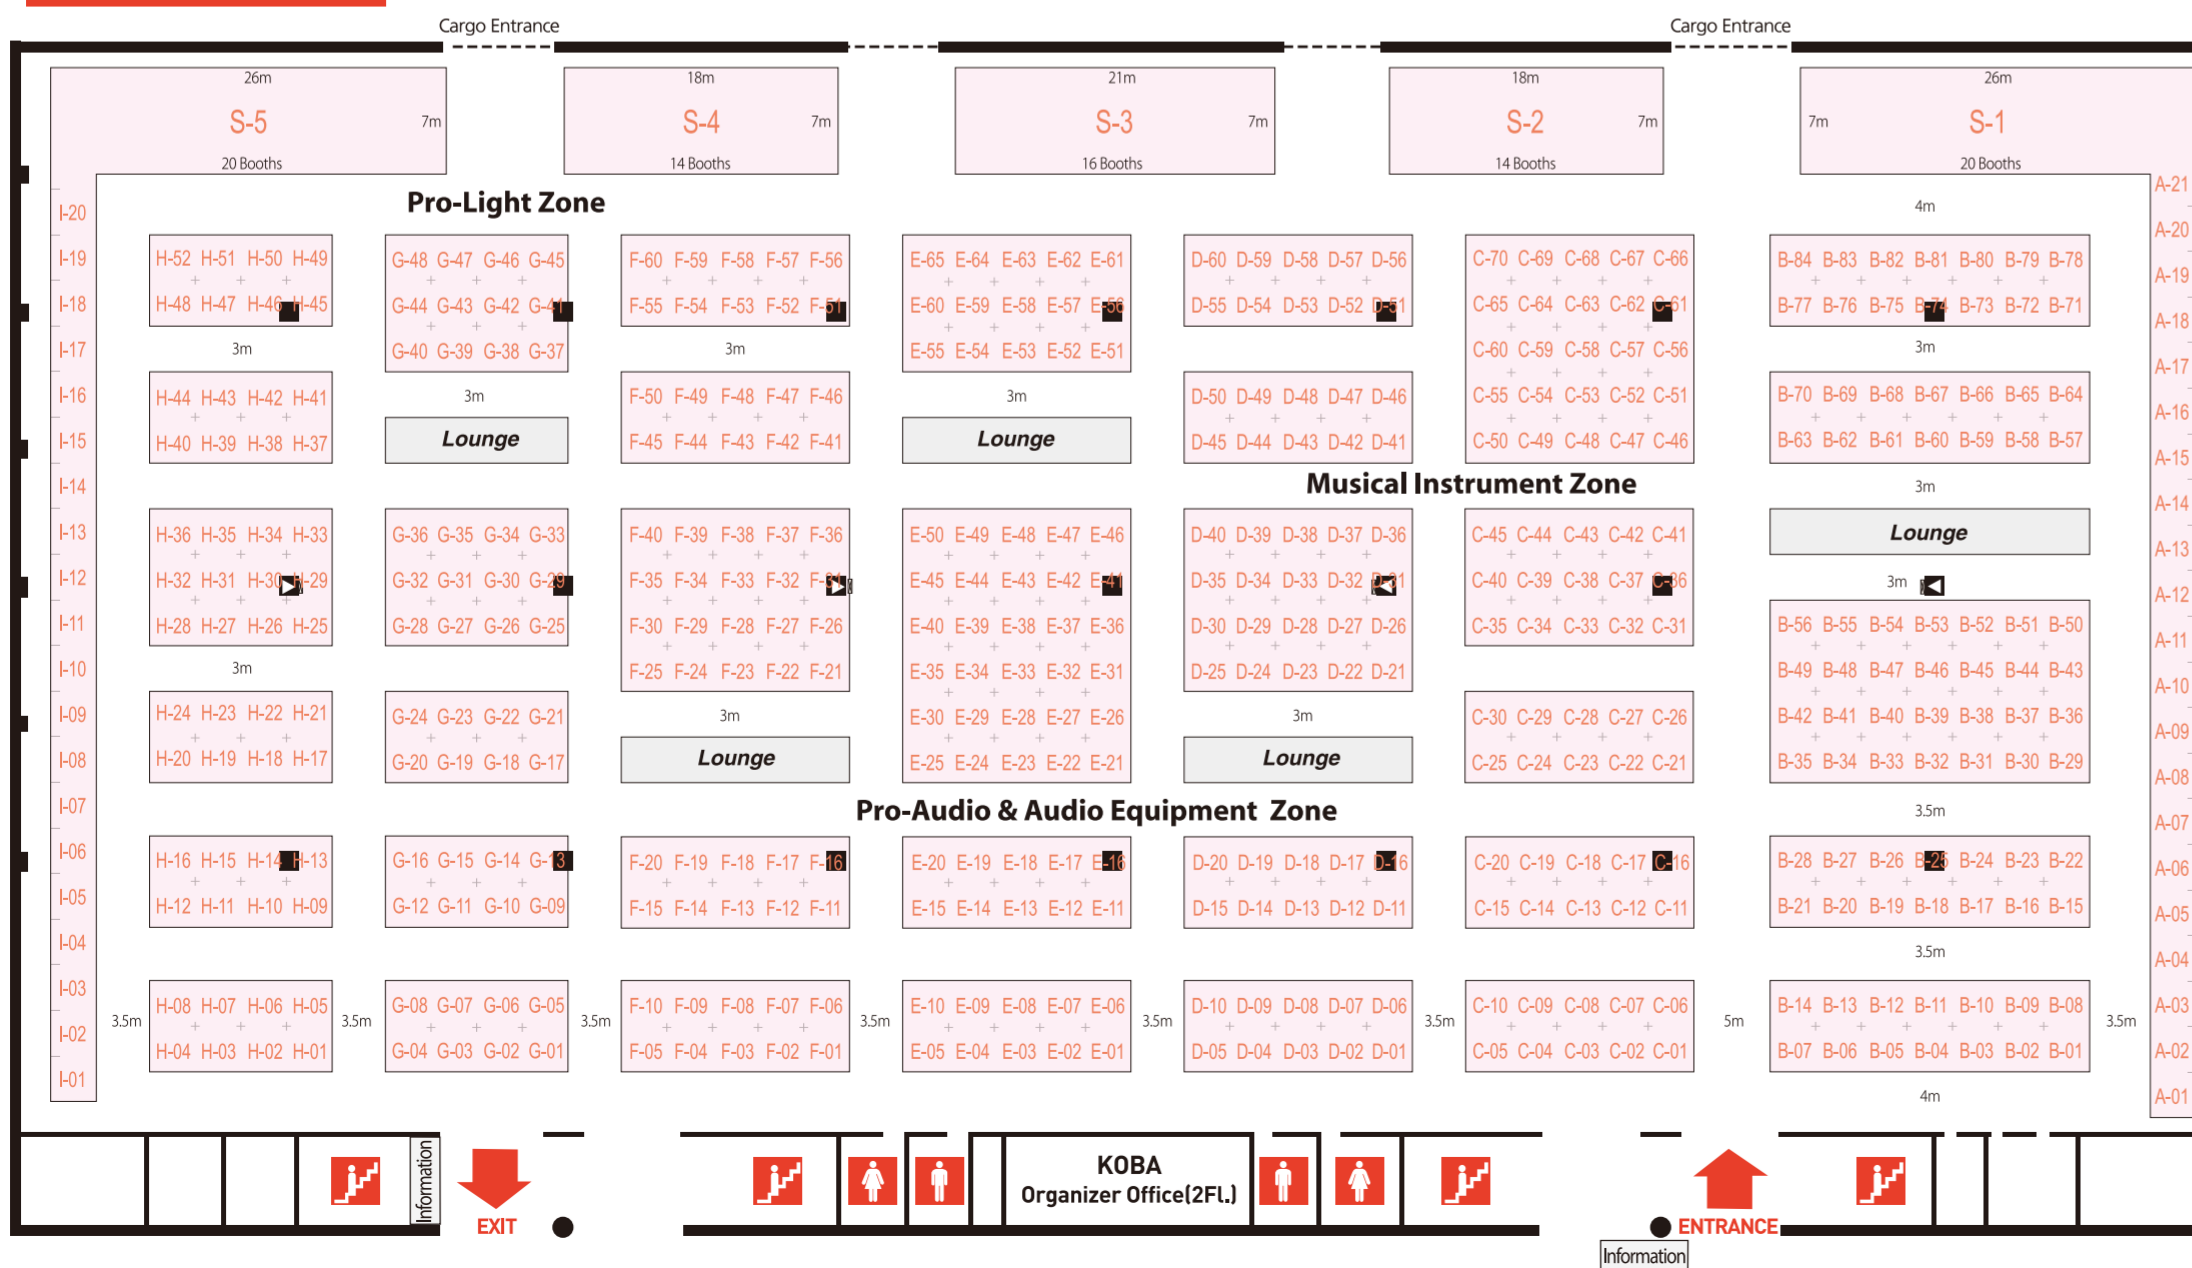 Cargo Entrance
Cargo Entrance
26m
18m
21m
18m
26m
S-5
7m
S-4
7m
S-3
7m
S-2
7m
7m
S-1
20 Booths
14 Booths
16 Booths
14 Booths
20 Booths
Pro-Light Zone
I-20
I-19
I-18
I-17
I-16
I-15
I-14
I-13
I-12
I-11
I-10
I-09
I-08
I-07
I-06
I-05
I-04
I-03
I-02
I-01
H-52 H-51 H-50 H-49
H-48 H-47 H-46 H-45
3m
H-44 H-43 H-42 H-41
H-40 H-39 H-38 H-37
H-36 H-35 H-34 H-33
H-32 H-31 H-30 H-29
H-28 H-27 H-26 H-25
3m
H-24 H-23 H-22 H-21
H-20 H-19 H-18 H-17
H-16 H-15 H-14 H-13
H-12 H-11 H-10 H-09
3.5m
H-08 H-07 H-06 H-05
H-04 H-03 H-02 H-01
3.5m
G-48 G-47 G-46 G-45
G-44 G-43 G-42 G-41
G-40 G-39 G-38 G-37
3m
Lounge
G-36 G-35 G-34 G-33
G-32 G-31 G-30 G-29
G-28 G-27 G-26 G-25
G-24 G-23 G-22 G-21
G-20 G-19 G-18 G-17
G-16 G-15 G-14 G-13
G-12 G-11 G-10 G-09
G-08 G-07 G-06 G-05
G-04 G-03 G-02 G-01
3.5m
F-60 F-59 F-58 F-57 F-56
F-55 F-54 F-53 F-52 F-51
3m
F-50 F-49 F-48 F-47 F-46
F-45 F-44 F-43 F-42 F-41
F-40 F-39 F-38 F-37 F-36
F-35 F-34 F-33 F-32 F-31
F-30 F-29 F-28 F-27 F-26
F-25 F-24 F-23 F-22 F-21
3m
Lounge
F-20 F-19 F-18 F-17 F-16
F-15 F-14 F-13 F-12 F-11
F-10 F-09 F-08 F-07 F-06
F-05 F-04 F-03 F-02 F-01
3.5m
E-65 E-64 E-63 E-62 E-61
E-60 E-59 E-58 E-57 E-56
E-55 E-54 E-53 E-52 E-51
3m
Lounge
E-50 E-49 E-48 E-47 E-46
E-45 E-44 E-43 E-42 E-41
E-40 E-39 E-38 E-37 E-36
E-35 E-34 E-33 E-32 E-31
E-30 E-29 E-28 E-27 E-26
E-25 E-24 E-23 E-22 E-21
Pro-Audio & Audio Equipment Zone
E-20 E-19 E-18 E-17 E-16
E-15 E-14 E-13 E-12 E-11
E-10 E-09 E-08 E-07 E-06
E-05 E-04 E-03 E-02 E-01
3.5m
D-60 D-59 D-58 D-57 D-56
D-55 D-54 D-53 D-52 D-51
D-50 D-49 D-48 D-47 D-46
D-45 D-44 D-43 D-42 D-41
Musical Instrument Zone
D-40 D-39 D-38 D-37 D-36
D-35 D-34 D-33 D-32 D-31
D-30 D-29 D-28 D-27 D-26
D-25 D-24 D-23 D-22 D-21
3m
Lounge
D-20 D-19 D-18 D-17 D-16
D-15 D-14 D-13 D-12 D-11
D-10 D-09 D-08 D-07 D-06
D-05 D-04 D-03 D-02 D-01
3.5m
C-70 C-69 C-68 C-67 C-66
C-65 C-64 C-63 C-62 C-61
C-60 C-59 C-58 C-57 C-56
C-55 C-54 C-53 C-52 C-51
C-50 C-49 C-48 C-47 C-46
C-45 C-44 C-43 C-42 C-41
C-40 C-39 C-38 C-37 C-36
C-35 C-34 C-33 C-32 C-31
C-30 C-29 C-28 C-27 C-26
C-25 C-24 C-23 C-22 C-21
C-20 C-19 C-18 C-17 C-16
C-15 C-14 C-13 C-12 C-11
C-10 C-09 C-08 C-07 C-06
C-05 C-04 C-03 C-02 C-01
5m
4m
B-84 B-83 B-82 B-81 B-80 B-79 B-78
B-77 B-76 B-75 B-74 B-73 B-72 B-71
3m
B-70 B-69 B-68 B-67 B-66 B-65 B-64
B-63 B-62 B-61 B-60 B-59 B-58 B-57
3m
Lounge
3m
B-56 B-55 B-54 B-53 B-52 B-51 B-50
B-49 B-48 B-47 B-46 B-45 B-44 B-43
B-42 B-41 B-40 B-39 B-38 B-37 B-36
B-35 B-34 B-33 B-32 B-31 B-30 B-29
3.5m
B-28 B-27 B-26 B-25 B-24 B-23 B-22
B-21 B-20 B-19 B-18 B-17 B-16 B-15
3.5m
B-14 B-13 B-12 B-11 B-10 B-09 B-08
B-07 B-06 B-05 B-04 B-03 B-02 B-01
3.5m
4m
A-21
A-20
A-19
A-18
A-17
A-16
A-15
A-14
A-13
A-12
A-11
A-10
A-09
A-08
A-07
A-06
A-05
A-04
A-03
A-02
A-01
Information
EXIT
KOBA
Organizer Office(2Fl.)
ENTRANCE
Information